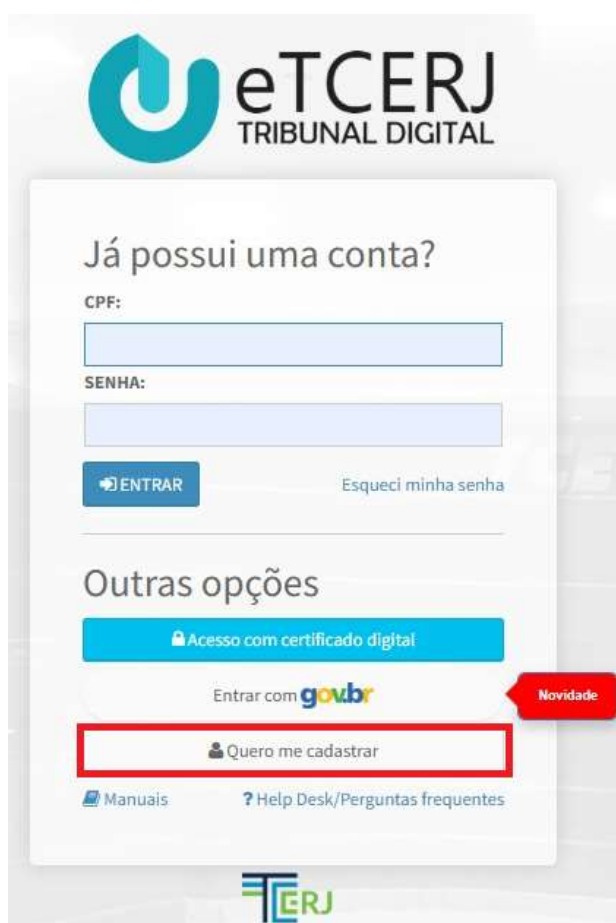 eTCERJ
TRIBUNAL DIGITAL
Já possui uma conta?
CPF:
SENHA:
ENTRAR
Esqueci minha senha
Outras opções
Acesso com certificado digital
Entrar com gov.br
Novidade
Quero me cadastrar
Manuais
? Help Desk/Perguntas frequentes
TCERJ